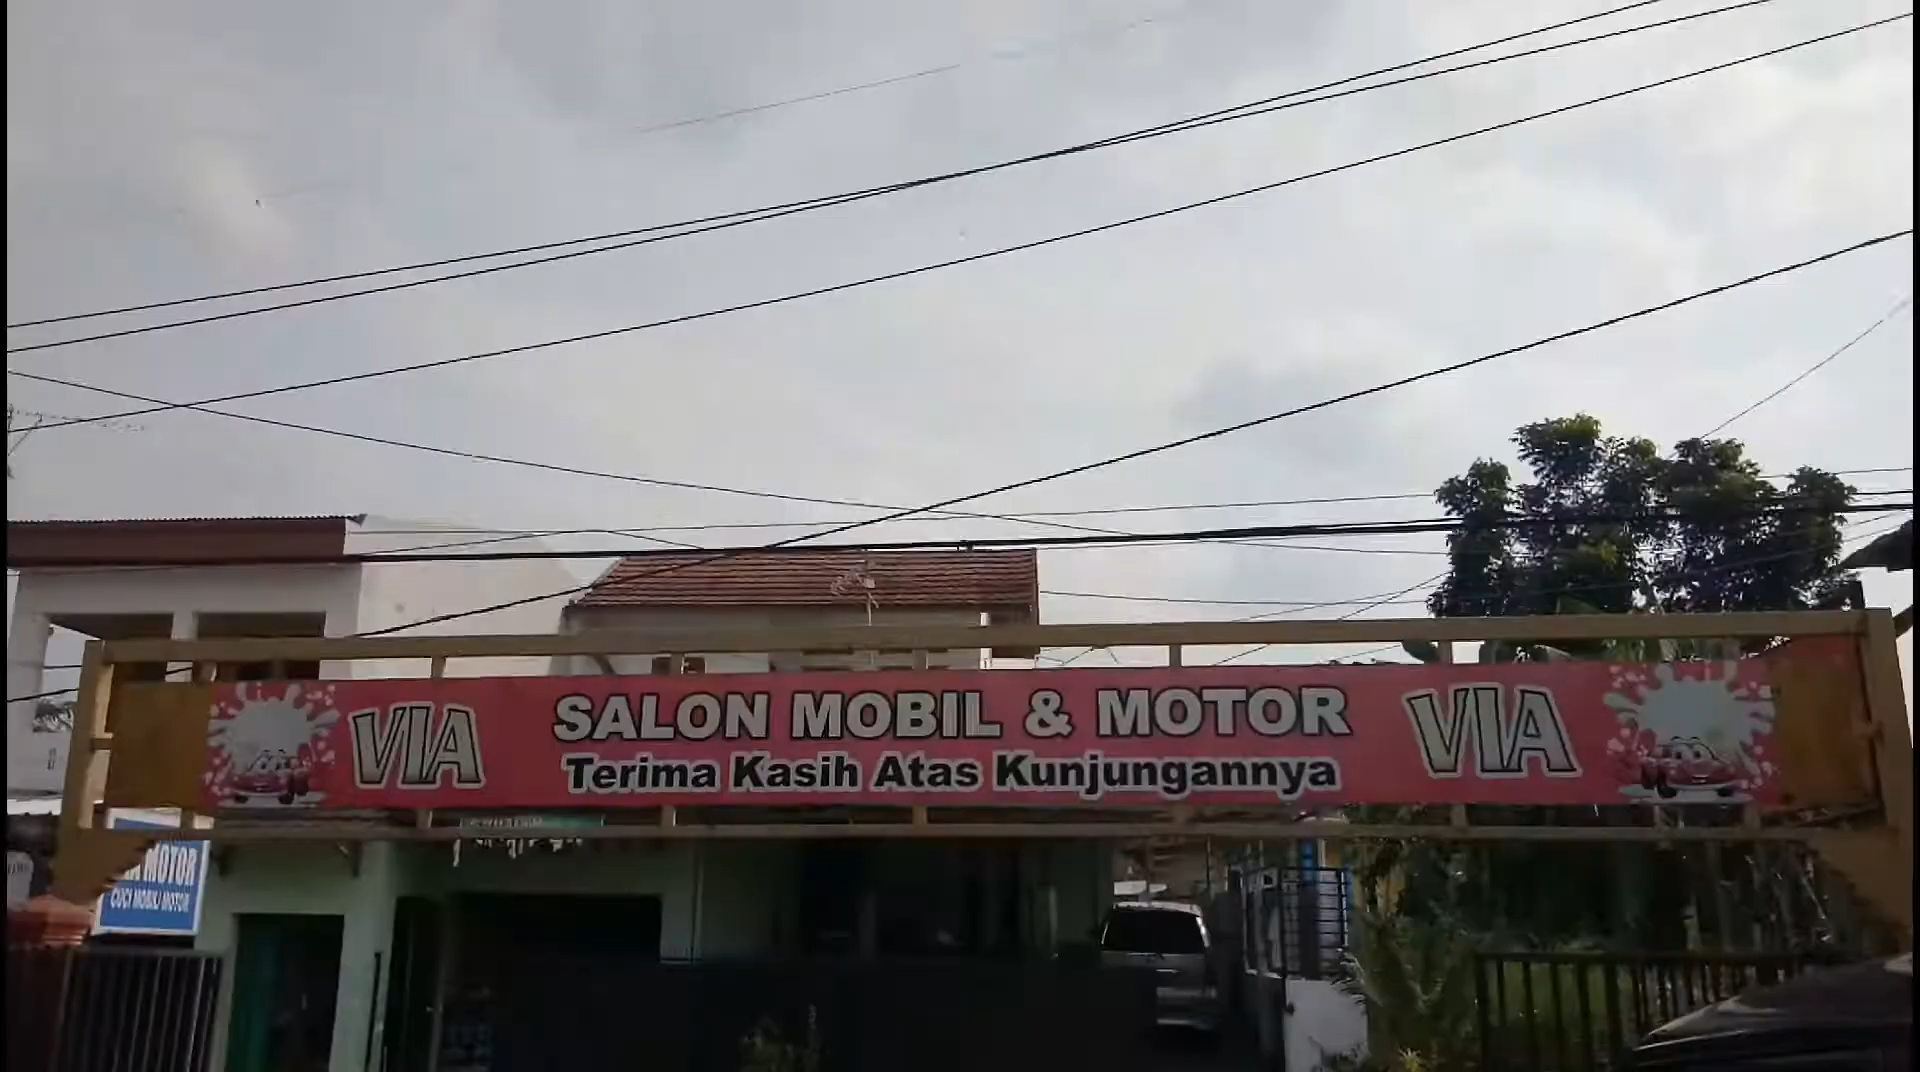 VIA SALON MOBIL & MOTOR VIA
Terima Kasih Atas Kunjungannya
MOTOR
CUCI MOBIL/MOTOR